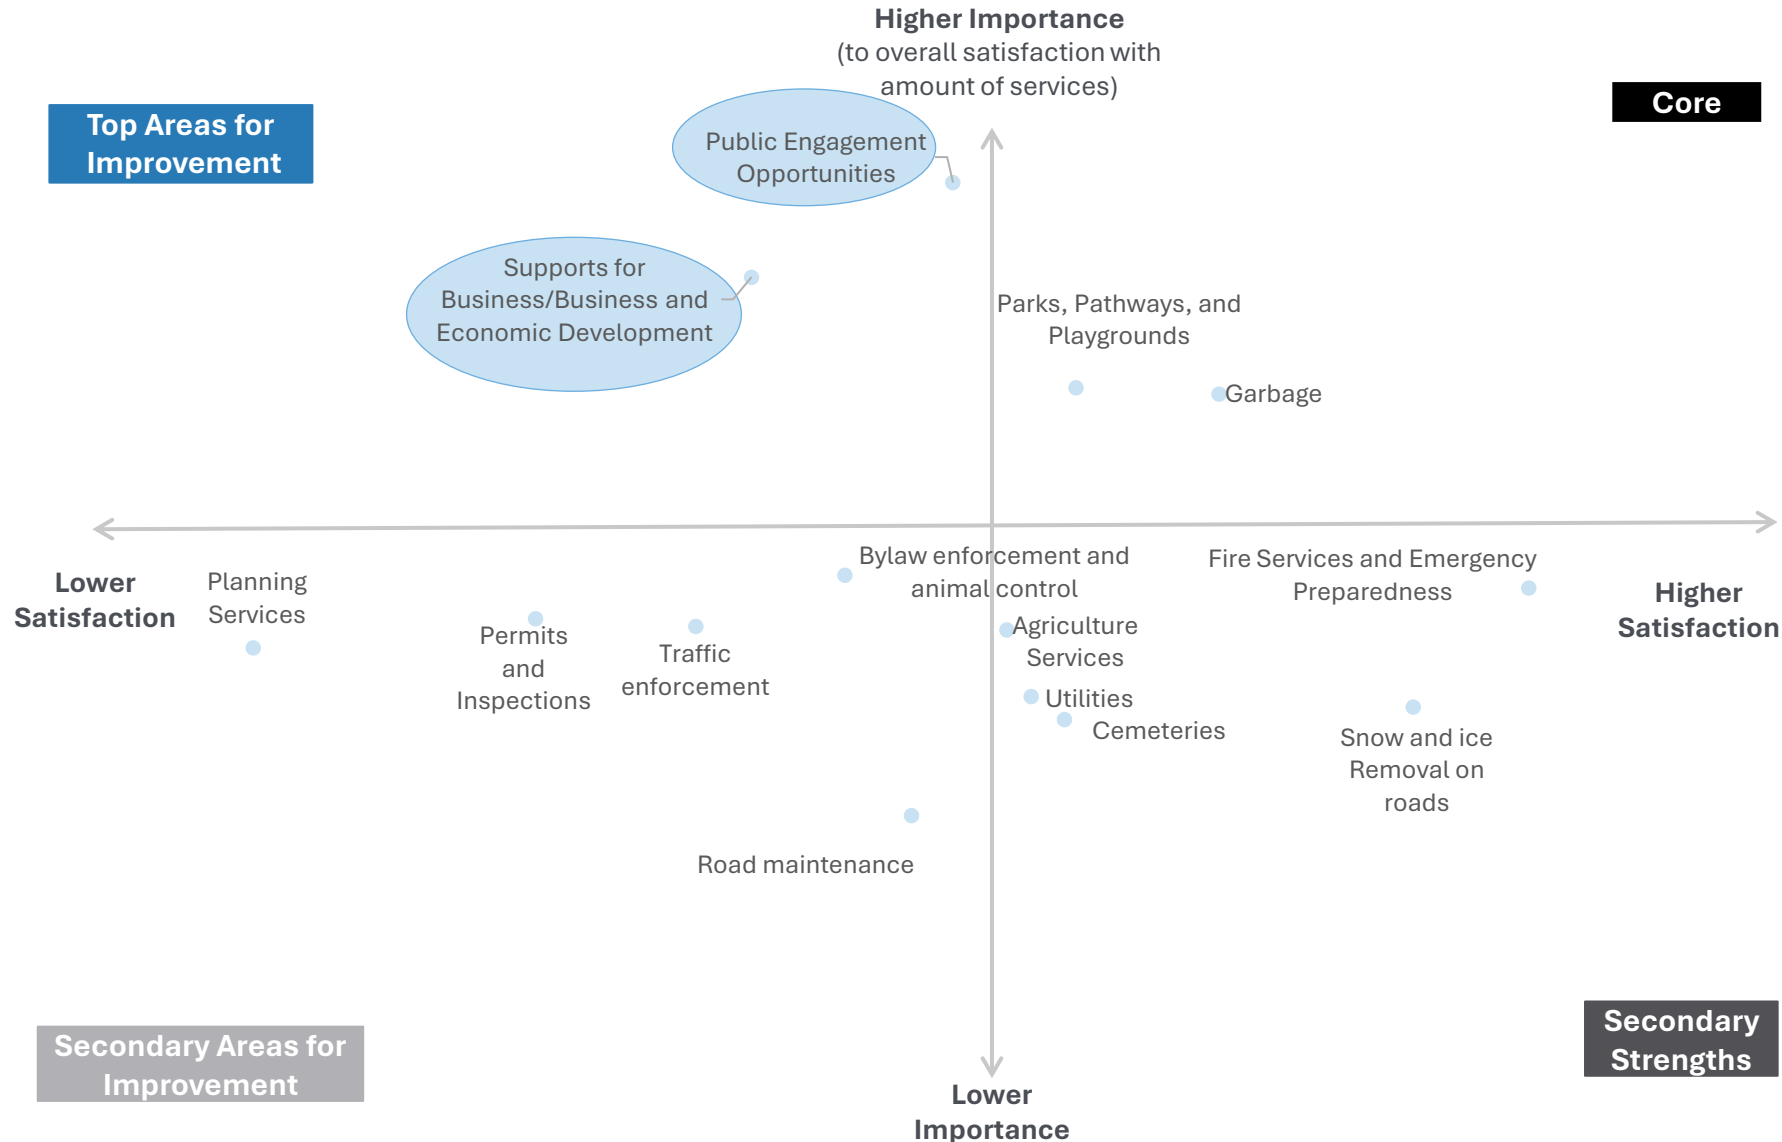 Higher Importance
(to overall satisfaction with
amount of services)
Top Areas for
Improvement
Core
Public Engagement
Opportunities
Supports for
Business/Business and
Economic Development
Parks, Pathways, and
Playgrounds
Garbage
Lower
Satisfaction
Planning
Services
Permits
and
Inspections
Traffic
enforcement
Bylaw enforcement and
animal control
Fire Services and Emergency
Preparedness
Higher
Satisfaction
Agriculture
Services
Utilities
Cemeteries
Snow and ice
Removal on
roads
Road maintenance
Secondary Areas for
Improvement
Secondary
Strengths
Lower
Importance